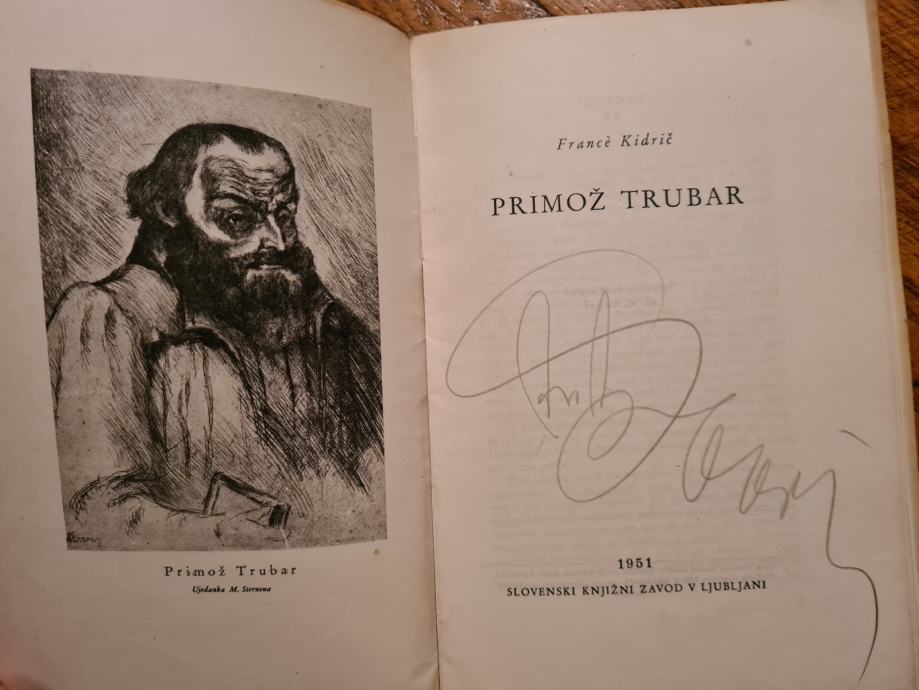 Primož Trubar
Ujedanka M. Sternena
Francè Kidrič
PRIMOŽ TRUBAR
1951
SLOVENSKI KNJIŽNI ZAVOD V LJUBLJANI